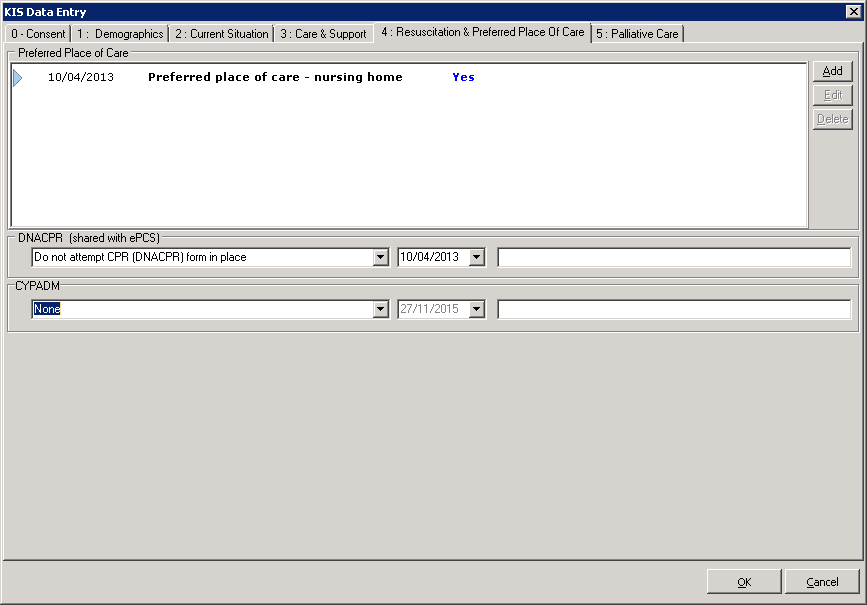 KIS Data Entry
0 - Consent 1 : Demographics 2 : Current Situation 3 : Care & Support 4 : Resuscitation & Preferred Place Of Care 5 : Palliative Care
Preferred Place of Care
10/04/2013 Preferred place of care - nursing home Yes
Add
Edit
Delete
DNACPR (shared with ePCS)
Do not attempt CPR (DNACPR) form in place 10/04/2013
CYPADM
None 27/11/2015
OK Cancel